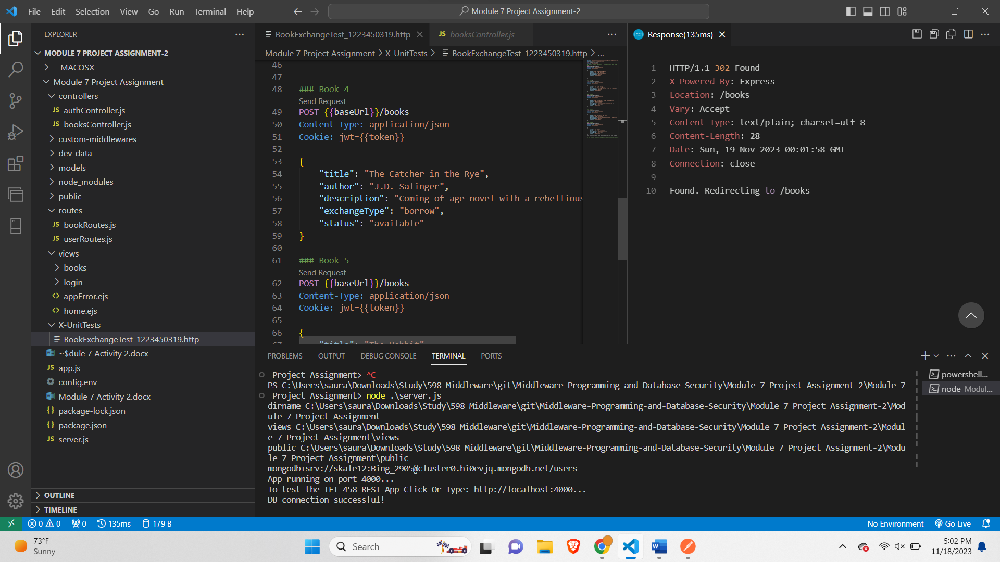 File Edit Selection View Go Run Terminal Help
Module 7 Project Assignment-2
EXPLORER
MODULE 7 PROJECT ASSIGNMENT-2
__MACOSX
Module 7 Project Assignment
controllers
JS authController.js
JS booksController.js
custom-middlewares
dev-data
models
node_modules
public
routes
JS bookRoutes.js
JS userRoutes.js
views
books
login
appError.ejs
home.ejs
X-UnitTests
BookExchangeTest_1223450319.http
~$dule 7 Activity 2.docx
JS app.js
config.env
Module 7 Activity 2.docx
package-lock.json
package.json
JS server.js
OUTLINE
TIMELINE
BookExchangeTest_1223450319.http
JS booksController.js
Module 7 Project Assignment > X-UnitTests > BookExchangeTest_1223450319.http > ...
46
47
48 ### Book 4
Send Request
49 POST {{baseUrl}}/books
50 Content-Type: application/json
51 Cookie: jwt={{token}}
52
53 {
54 "title": "The Catcher in the Rye",
55 "author": "J.D. Salinger",
56 "description": "Coming-of-age novel with a rebellious
57 "exchangeType": "borrow",
58 "status": "available"
59 }
60
61 ### Book 5
Send Request
62 POST {{baseUrl}}/books
63 Content-Type: application/json
64 Cookie: jwt={{token}}
65
66 {
67 "title": "The Hobbit",
Response(135ms)
1 HTTP/1.1 302 Found
2 X-Powered-By: Express
3 Location: /books
4 Vary: Accept
5 Content-Type: text/plain; charset=utf-8
6 Content-Length: 28
7 Date: Sun, 19 Nov 2023 00:01:58 GMT
8 Connection: close
9
10 Found. Redirecting to /books
PROBLEMS OUTPUT DEBUG CONSOLE TERMINAL PORTS
Project Assignment> ^C
PS C:\Users\saura\Downloads\Study\598 Middleware\git\Middleware-Programming-and-Database-Security\Module 7 Project Assignment-2\Module 7
Project Assignment> node .\server.js
dirname C:\Users\saura\Downloads\Study\598 Middleware\git\Middleware-Programming-and-Database-Security\Module 7 Project Assignment-2\Mod
ule 7 Project Assignment
views C:\Users\saura\Downloads\Study\598 Middleware\git\Middleware-Programming-and-Database-Security\Module 7 Project Assignment-2\Modul
e 7 Project Assignment\views
public C:\Users\saura\Downloads\Study\598 Middleware\git\Middleware-Programming-and-Database-Security\Module 7 Project Assignment-2\Modu
le 7 Project Assignment\public
mongodb+srv://skale12:Bing_2905@cluster0.hi0evjq.mongodb.net/users
App running on port 4000...
To test the IFT 458 REST App Click Or Type: http://localhost:4000...
DB connection successful!
powershell...
node Modul...
0 0 0 135ms 179 B
No Environment Go Live
73°F
Sunny
Search
5:02 PM
11/18/2023